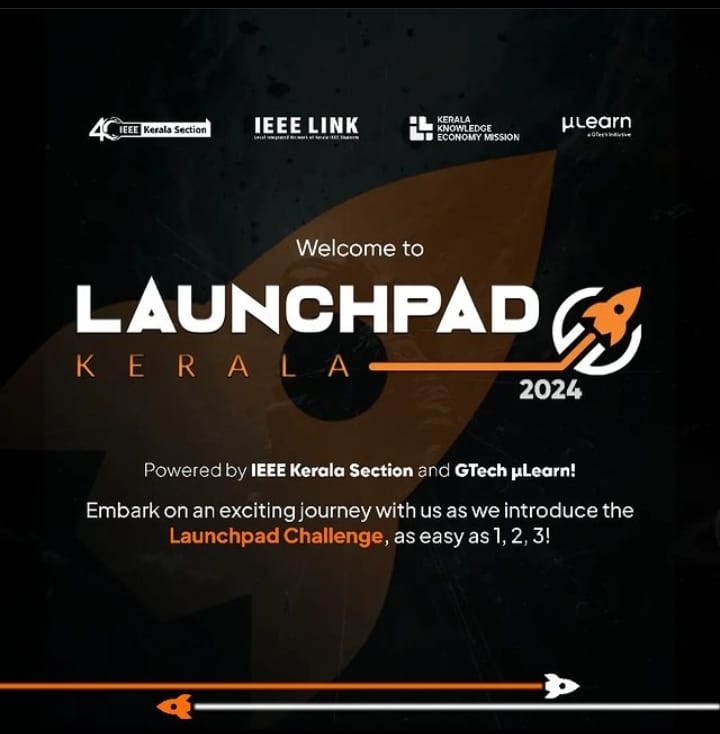 40 IEEE Kerala Section
IEEE LINK
Local Integrated Network of Kerala IEEE Students
KERALA
KNOWLEDGE
ECONOMY MISSION
µLearn
a GTech Initiative
Welcome to
LAUNCHPAD
KERALA
2024
Powered by IEEE Kerala Section and GTech µLearn!
Embark on an exciting journey with us as we introduce the
Launchpad Challenge, as easy as 1, 2, 3!